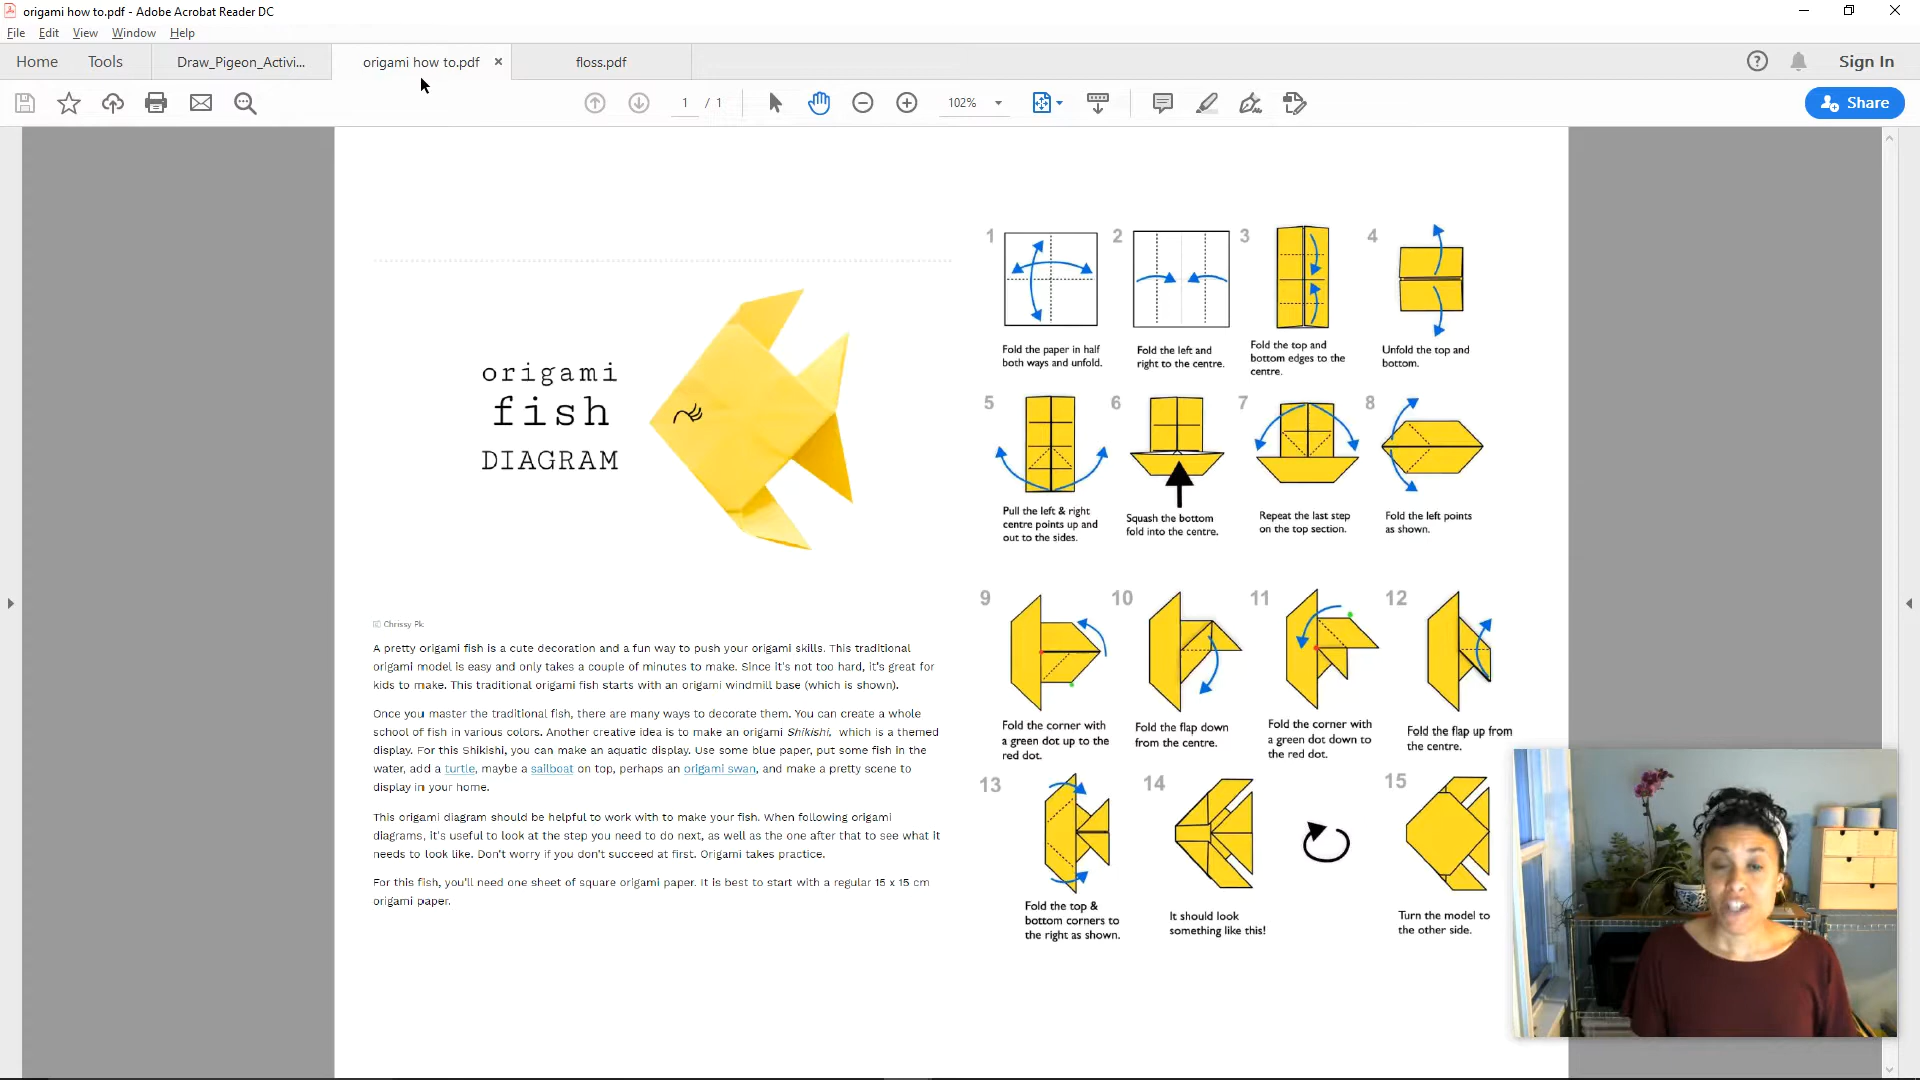 origami how to.pdf - Adobe Acrobat Reader DC
File Edit View Window Help
Home Tools Draw_Pigeon_Activi... origami how to.pdf × floss.pdf Sign In
1 / 1 102% Share
origami
fish
DIAGRAM
© Chrissy Pk
A pretty origami fish is a cute decoration and a fun way to push your origami skills. This traditional
origami model is easy and only takes a couple of minutes to make. Since it's not too hard, it's great for
kids to make. This traditional origami fish starts with an origami windmill base (which is shown).
Once you master the traditional fish, there are many ways to decorate them. You can create a whole
school of fish in various colors. Another creative idea is to make an origami Shikishi, which is a themed
display. For this Shikishi, you can make an aquatic display. Use some blue paper, put some fish in the
water, add a turtle, maybe a sailboat on top, perhaps an origami swan, and make a pretty scene to
display in your home.
This origami diagram should be helpful to work with to make your fish. When following origami
diagrams, it's useful to look at the step you need to do next, as well as the one after that to see what it
needs to look like. Don't worry if you don't succeed at first. Origami takes practice.
For this fish, you'll need one sheet of square origami paper. It is best to start with a regular 15 x 15 cm
origami paper.
1
Fold the paper in half
both ways and unfold.
2
Fold the left and
right to the centre.
3
Fold the top and
bottom edges to the
centre.
4
Unfold the top and
bottom.
5
Pull the left & right
centre points up and
out to the sides.
6
Squash the bottom
fold into the centre.
7
Repeat the last step
on the top section.
8
Fold the left points
as shown.
9
Fold the corner with
a green dot up to the
red dot.
10
Fold the flap down
from the centre.
11
Fold the corner with
a green dot down to
the red dot.
12
Fold the flap up from
the centre.
13
Fold the top &
bottom corners to
the right as shown.
14
It should look
something like this!
15
Turn the model to
the other side.